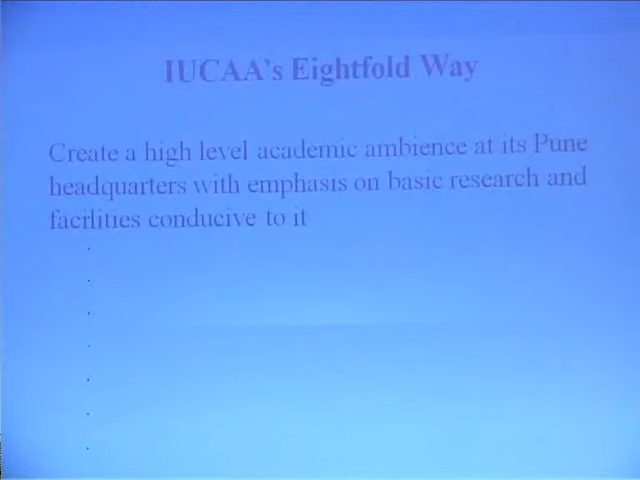 IUCAA's Eightfold Way
Create a high level academic ambience at its Pune
headquarters with emphasis on basic research and
facilities conducive to it